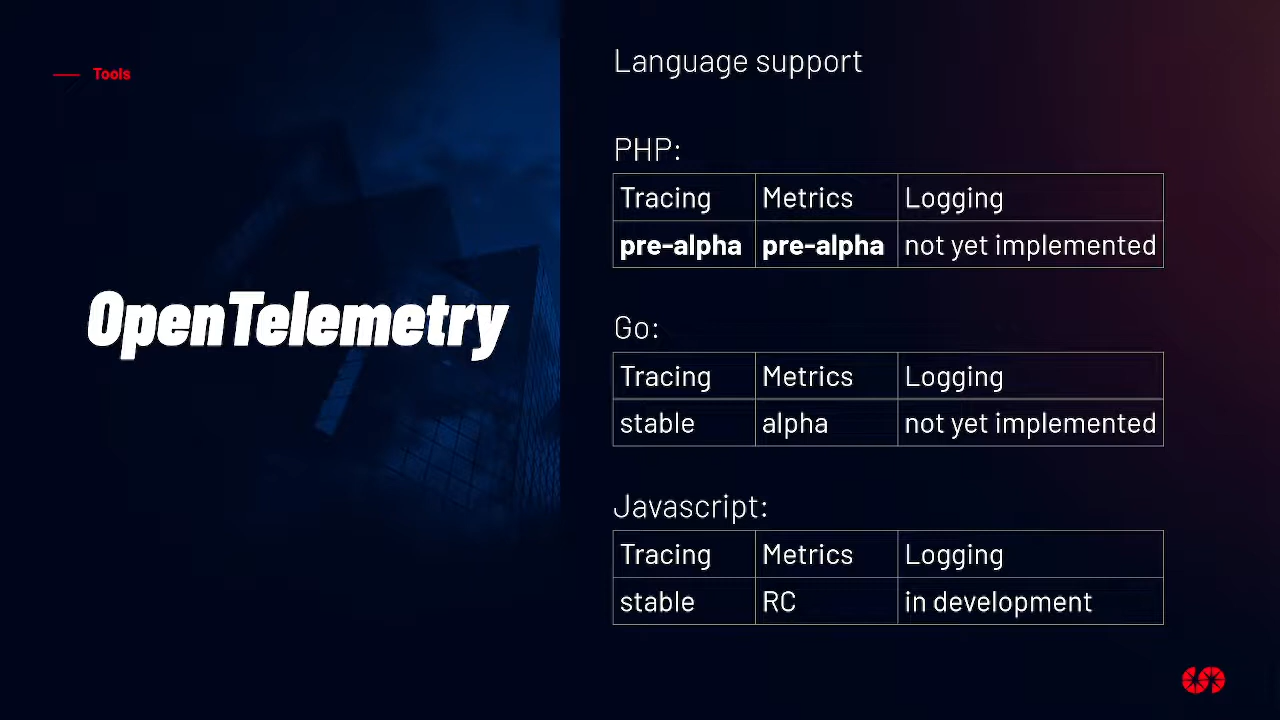 Tools
OpenTelemetry
Language support
PHP:
Tracing Metrics Logging
pre-alpha pre-alpha not yet implemented
Go:
Tracing Metrics Logging
stable alpha not yet implemented
Javascript:
Tracing Metrics Logging
stable RC in development